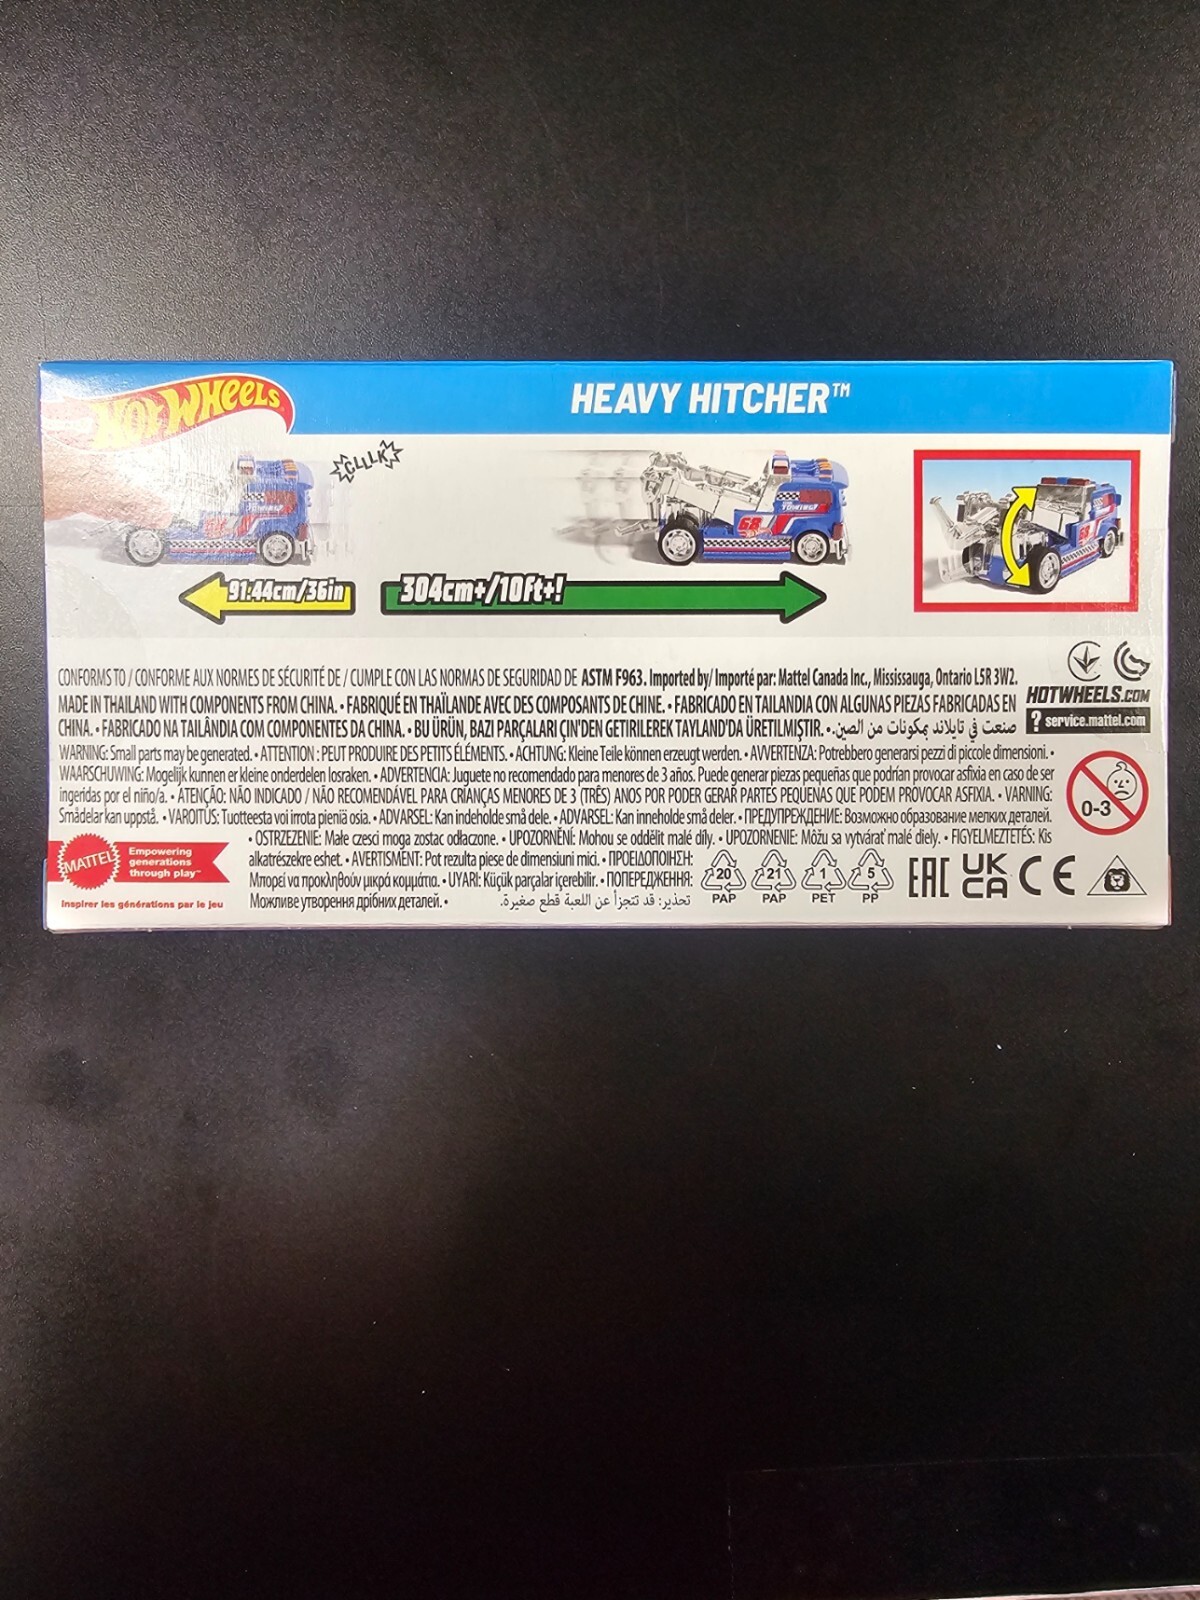 HOT WHEELS
HEAVY HITCHER™
CLLLK
TOWING
68
91.44cm/36in
304cm+/10ft+!
CONFORMS TO / CONFORME AUX NORMES DE SÉCURITÉ DE / CUMPLE CON LAS NORMAS DE SEGURIDAD DE ASTM F963. Imported by/ Importé par: Mattel Canada Inc., Mississauga, Ontario L5R 3W2.
MADE IN THAILAND WITH COMPONENTS FROM CHINA. • FABRIQUÉ EN THAÏLANDE AVEC DES COMPOSANTS DE CHINE. • FABRICADO EN TAILANDIA CON ALGUNAS PIEZAS FABRICADAS EN
CHINA. • FABRICADO NA TAILÂNDIA COM COMPONENTES DA CHINA. • BU ÜRÜN, BAZI PARÇALARI ÇIN'DEN GETIRILEREK TAYLAND'DA ÜRETILMIŞTIR. • صنعت في تايلاند بمكونات من الصين.
HOTWHEELS.COM
? service.mattel.com
WARNING: Small parts may be generated. • ATTENTION : PEUT PRODUIRE DES PETITS ÉLÉMENTS. • ACHTUNG: Kleine Teile können erzeugt werden. • AVVERTENZA: Potrebbero generarsi pezzi di piccole dimensioni. •
WAARSCHUWING: Mogelijk kunnen er kleine onderdelen losraken. • ADVERTENCIA: Juguete no recomendado para menores de 3 años. Puede generar piezas pequeñas que podrían provocar asfixia en caso de ser
ingeridas por el niño/a. • ATENÇÃO: NÃO INDICADO / NÃO RECOMENDÁVEL PARA CRIANÇAS MENORES DE 3 (TRÊS) ANOS POR PODER GERAR PARTES PEQUENAS QUE PODEM PROVOCAR ASFIXIA. • VARNING:
Smådelar kan uppstå. • VAROITUS: Tuotteesta voi irrota pieniä osia. • ADVARSEL: Kan indeholde små dele. • ADVARSEL: Kan inneholde små deler. • ПРЕДУПРЕЖДЕНИЕ: Возможно образование мелких деталей.
0-3
• OSTRZEŻENIE: Małe części mogą zostać odłączone. • UPOZORNĚNÍ: Mohou se oddělit malé díly. • UPOZORNENIE: Môžu sa vytvárať malé diely. • FIGYELMEZTETÉS: Kis
alkatrészekre eshet. • AVERTISMENT: Pot rezulta piese de dimensiuni mici. • ΠΡΟΕΙΔΟΠΟΙΗΣΗ:
Μπορεί να προκληθούν μικρά κομμάτια. • UYARI: Küçük parçalar içerebilir. • ПОПЕРЕДЖЕННЯ:
Можливе утворення дрібних деталей. • تحذير: قد تتجزأ عن اللعبة قطع صغيرة.
MATTEL
Empowering
generations
through play™
Inspirer les générations par le jeu
20
PAP
21
PAP
1
PET
5
PP
EAC
UK
CA
CE